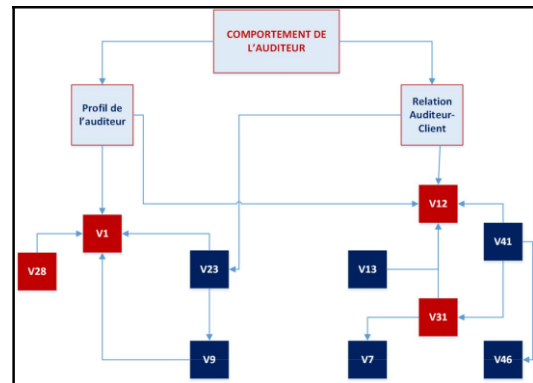 COMPORTEMENT DE
L'AUDITEUR
Profil de
l'auditeur
Relation
Auditeur-
Client
V1
V12
V28
V23
V13
V41
V31
V9
V7
V46